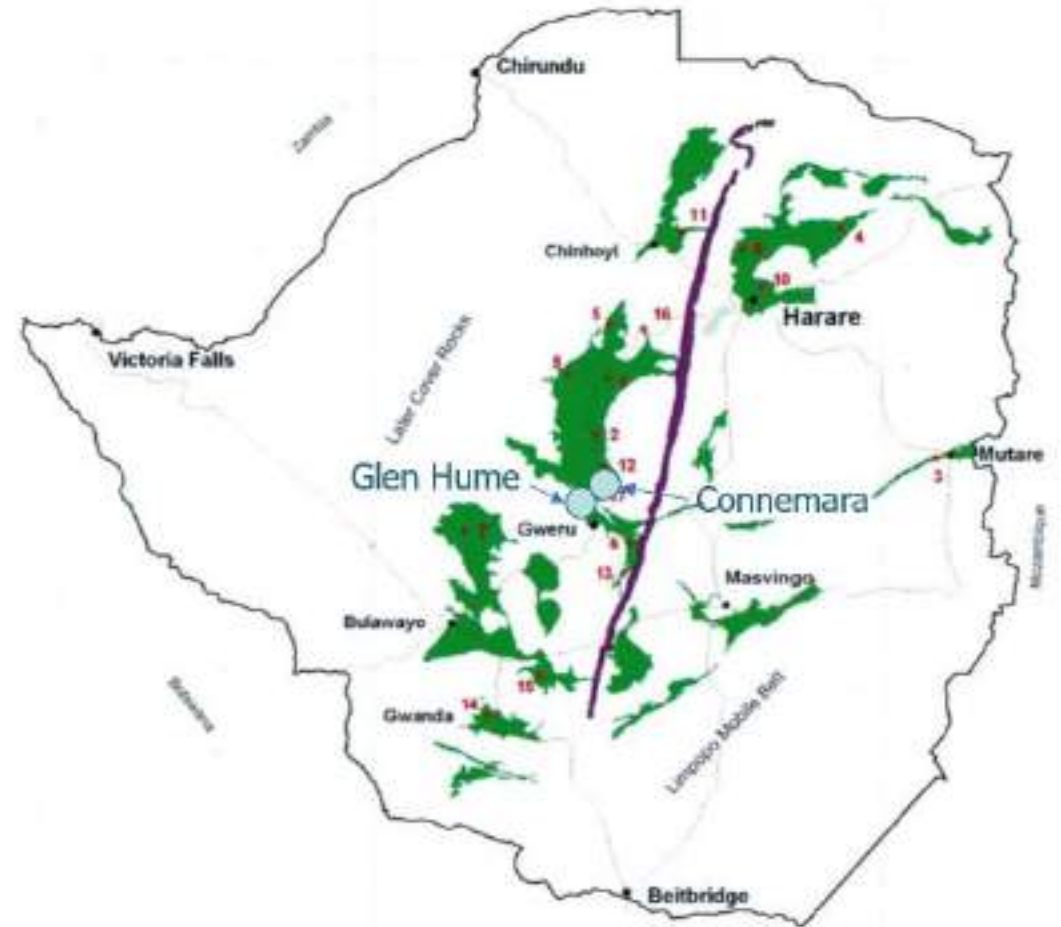 Chirundu
Zambia
11
4
Chinhoyi
10
5
16
Harare
Later Cover Rocks
Victoria Falls
8
2
Mutare
3
12
Glen Hume
Connemara
Gweru
Mozambique
13
Masvingo
Bulawayo
15
14
Gwanda
Botswana
Limpopo Mobile Belt
Beitbridge